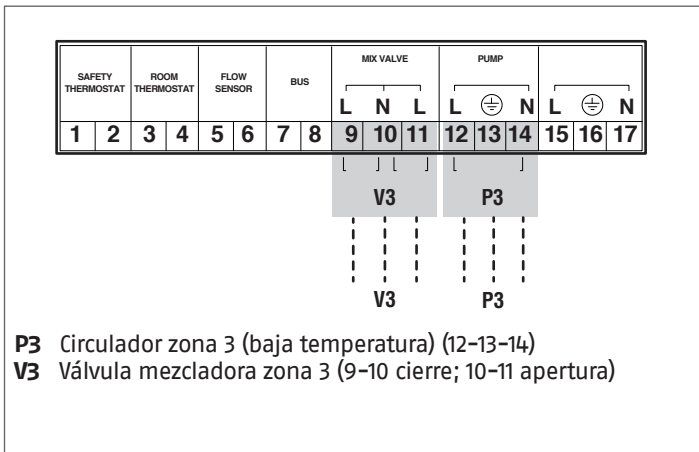 MIX VALVE PUMP
SAFETY THERMOSTAT ROOM THERMOSTAT FLOW SENSOR BUS
L N L L N L N
1 2 3 4 5 6 7 8 9 10 11 12 13 14 15 16 17
V3 P3
V3 P3
P3 Circulador zona 3 (baja temperatura) (12-13-14)
V3 Válvula mezcladora zona 3 (9-10 cierre; 10-11 apertura)